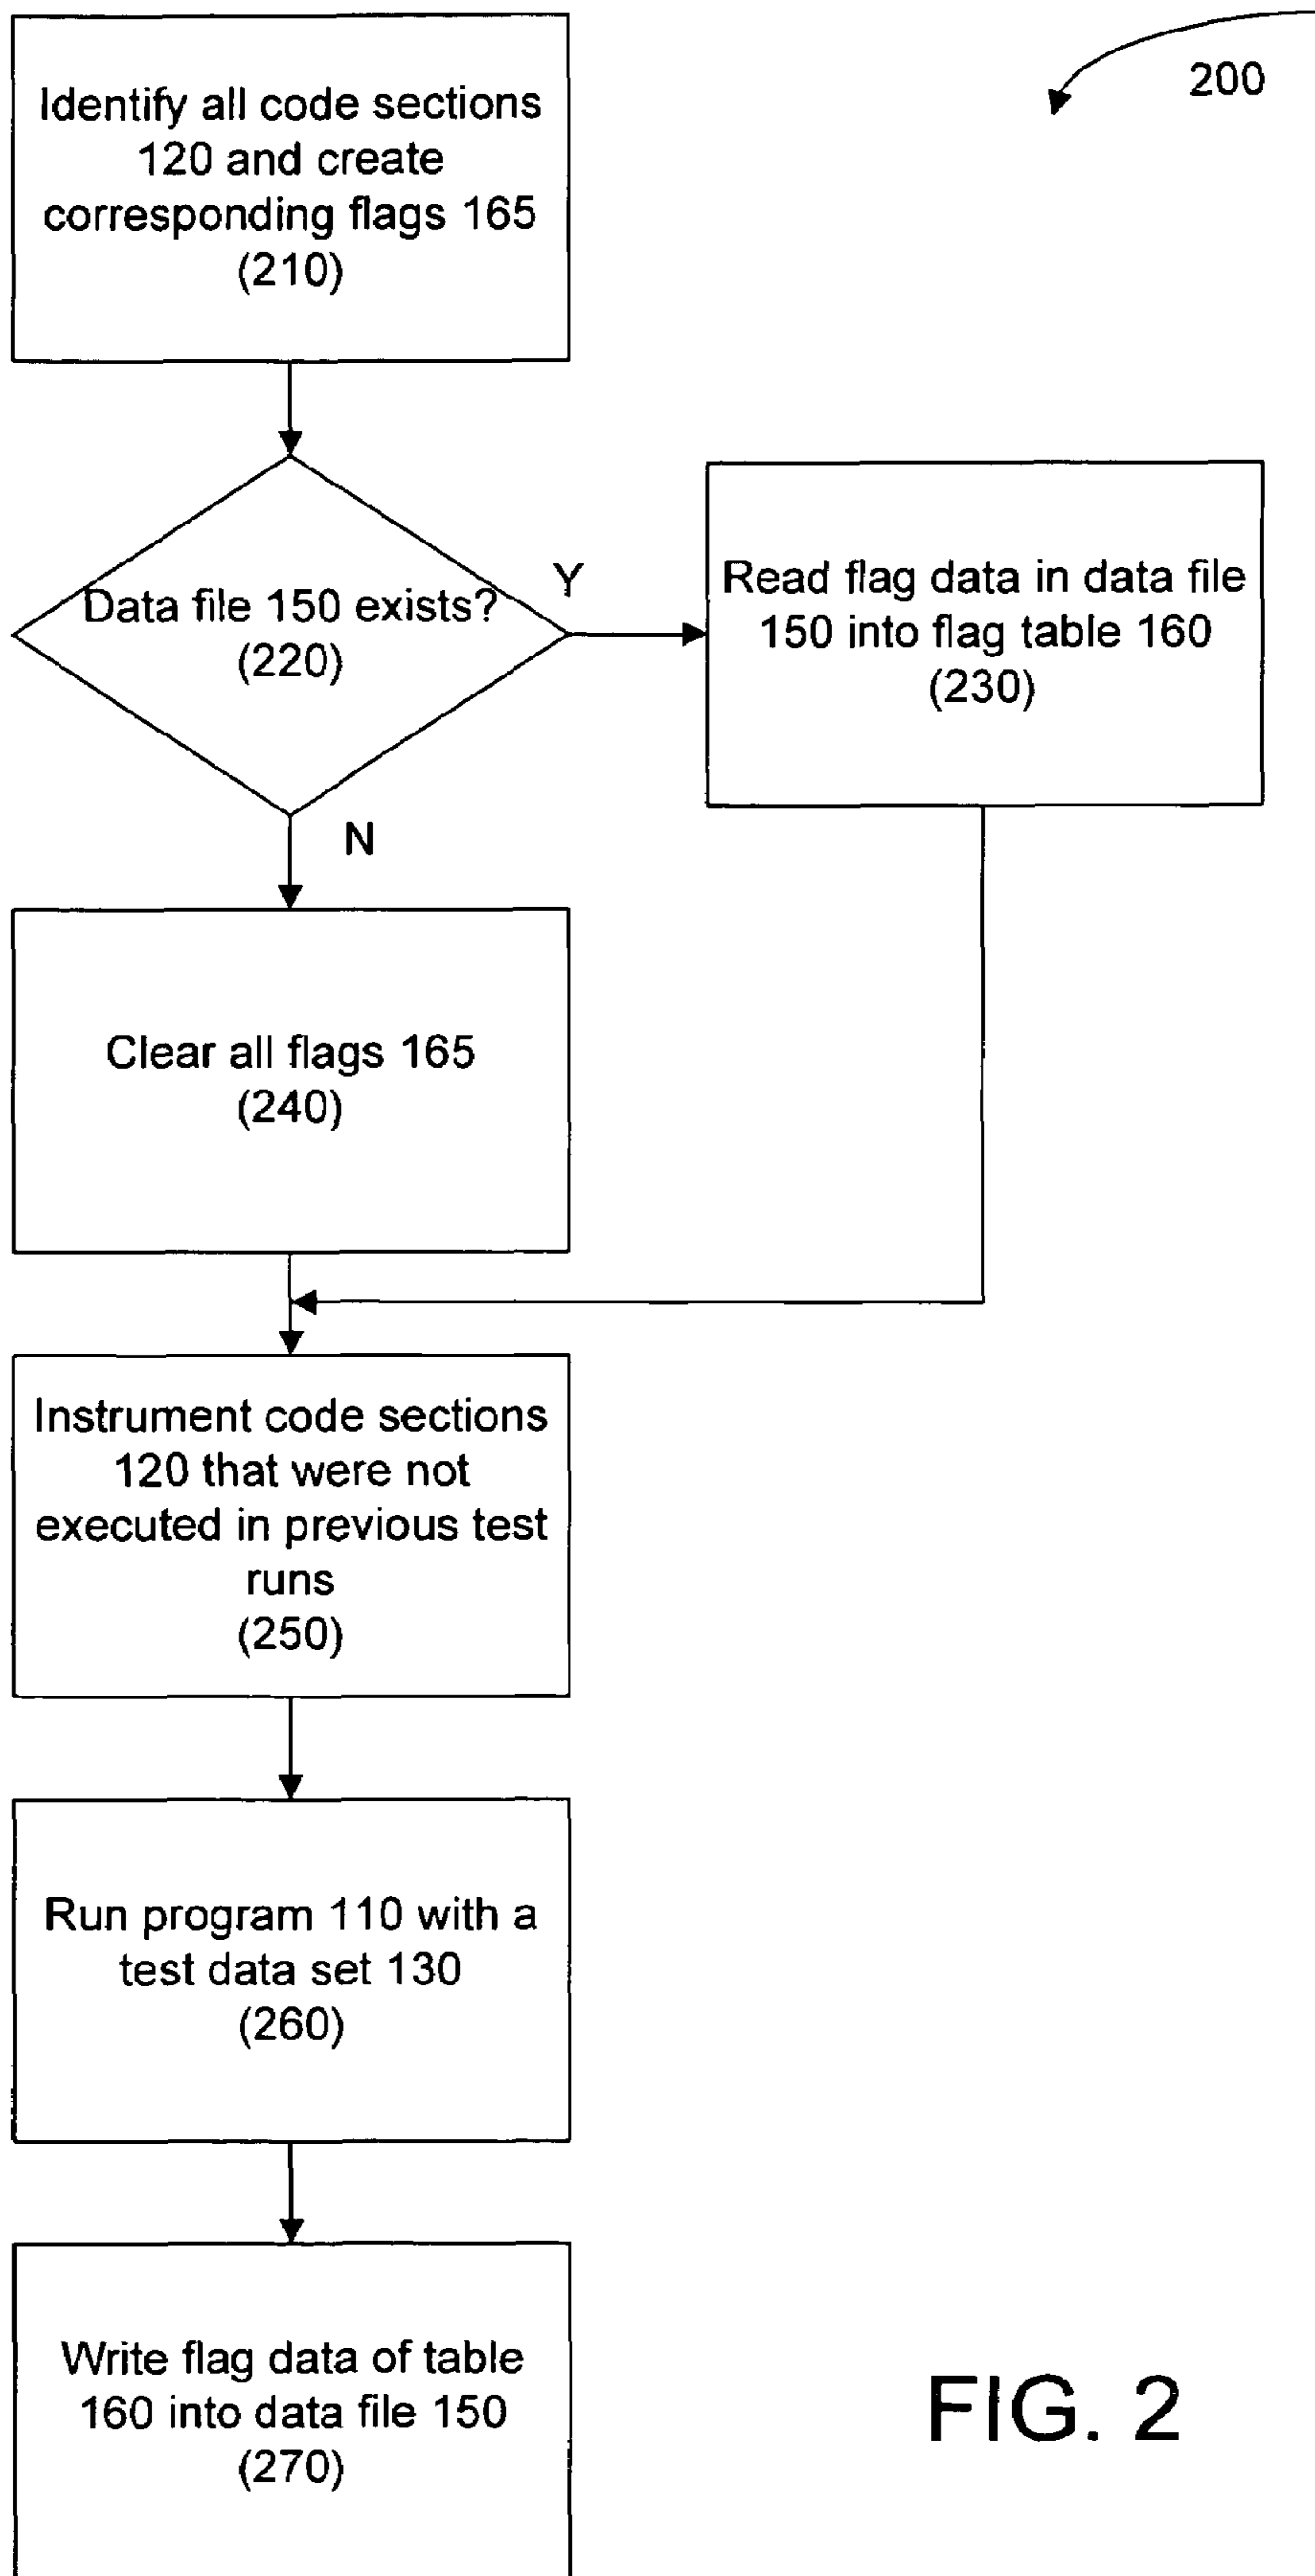 200
Identify all code sections
120 and create
corresponding flags 165
(210)
Data file 150 exists?
(220)
Y
Read flag data in data file
150 into flag table 160
(230)
N
Clear all flags 165
(240)
Instrument code sections
120 that were not
executed in previous test
runs
(250)
Run program 110 with a
test data set 130
(260)
Write flag data of table
160 into data file 150
(270)
FIG. 2